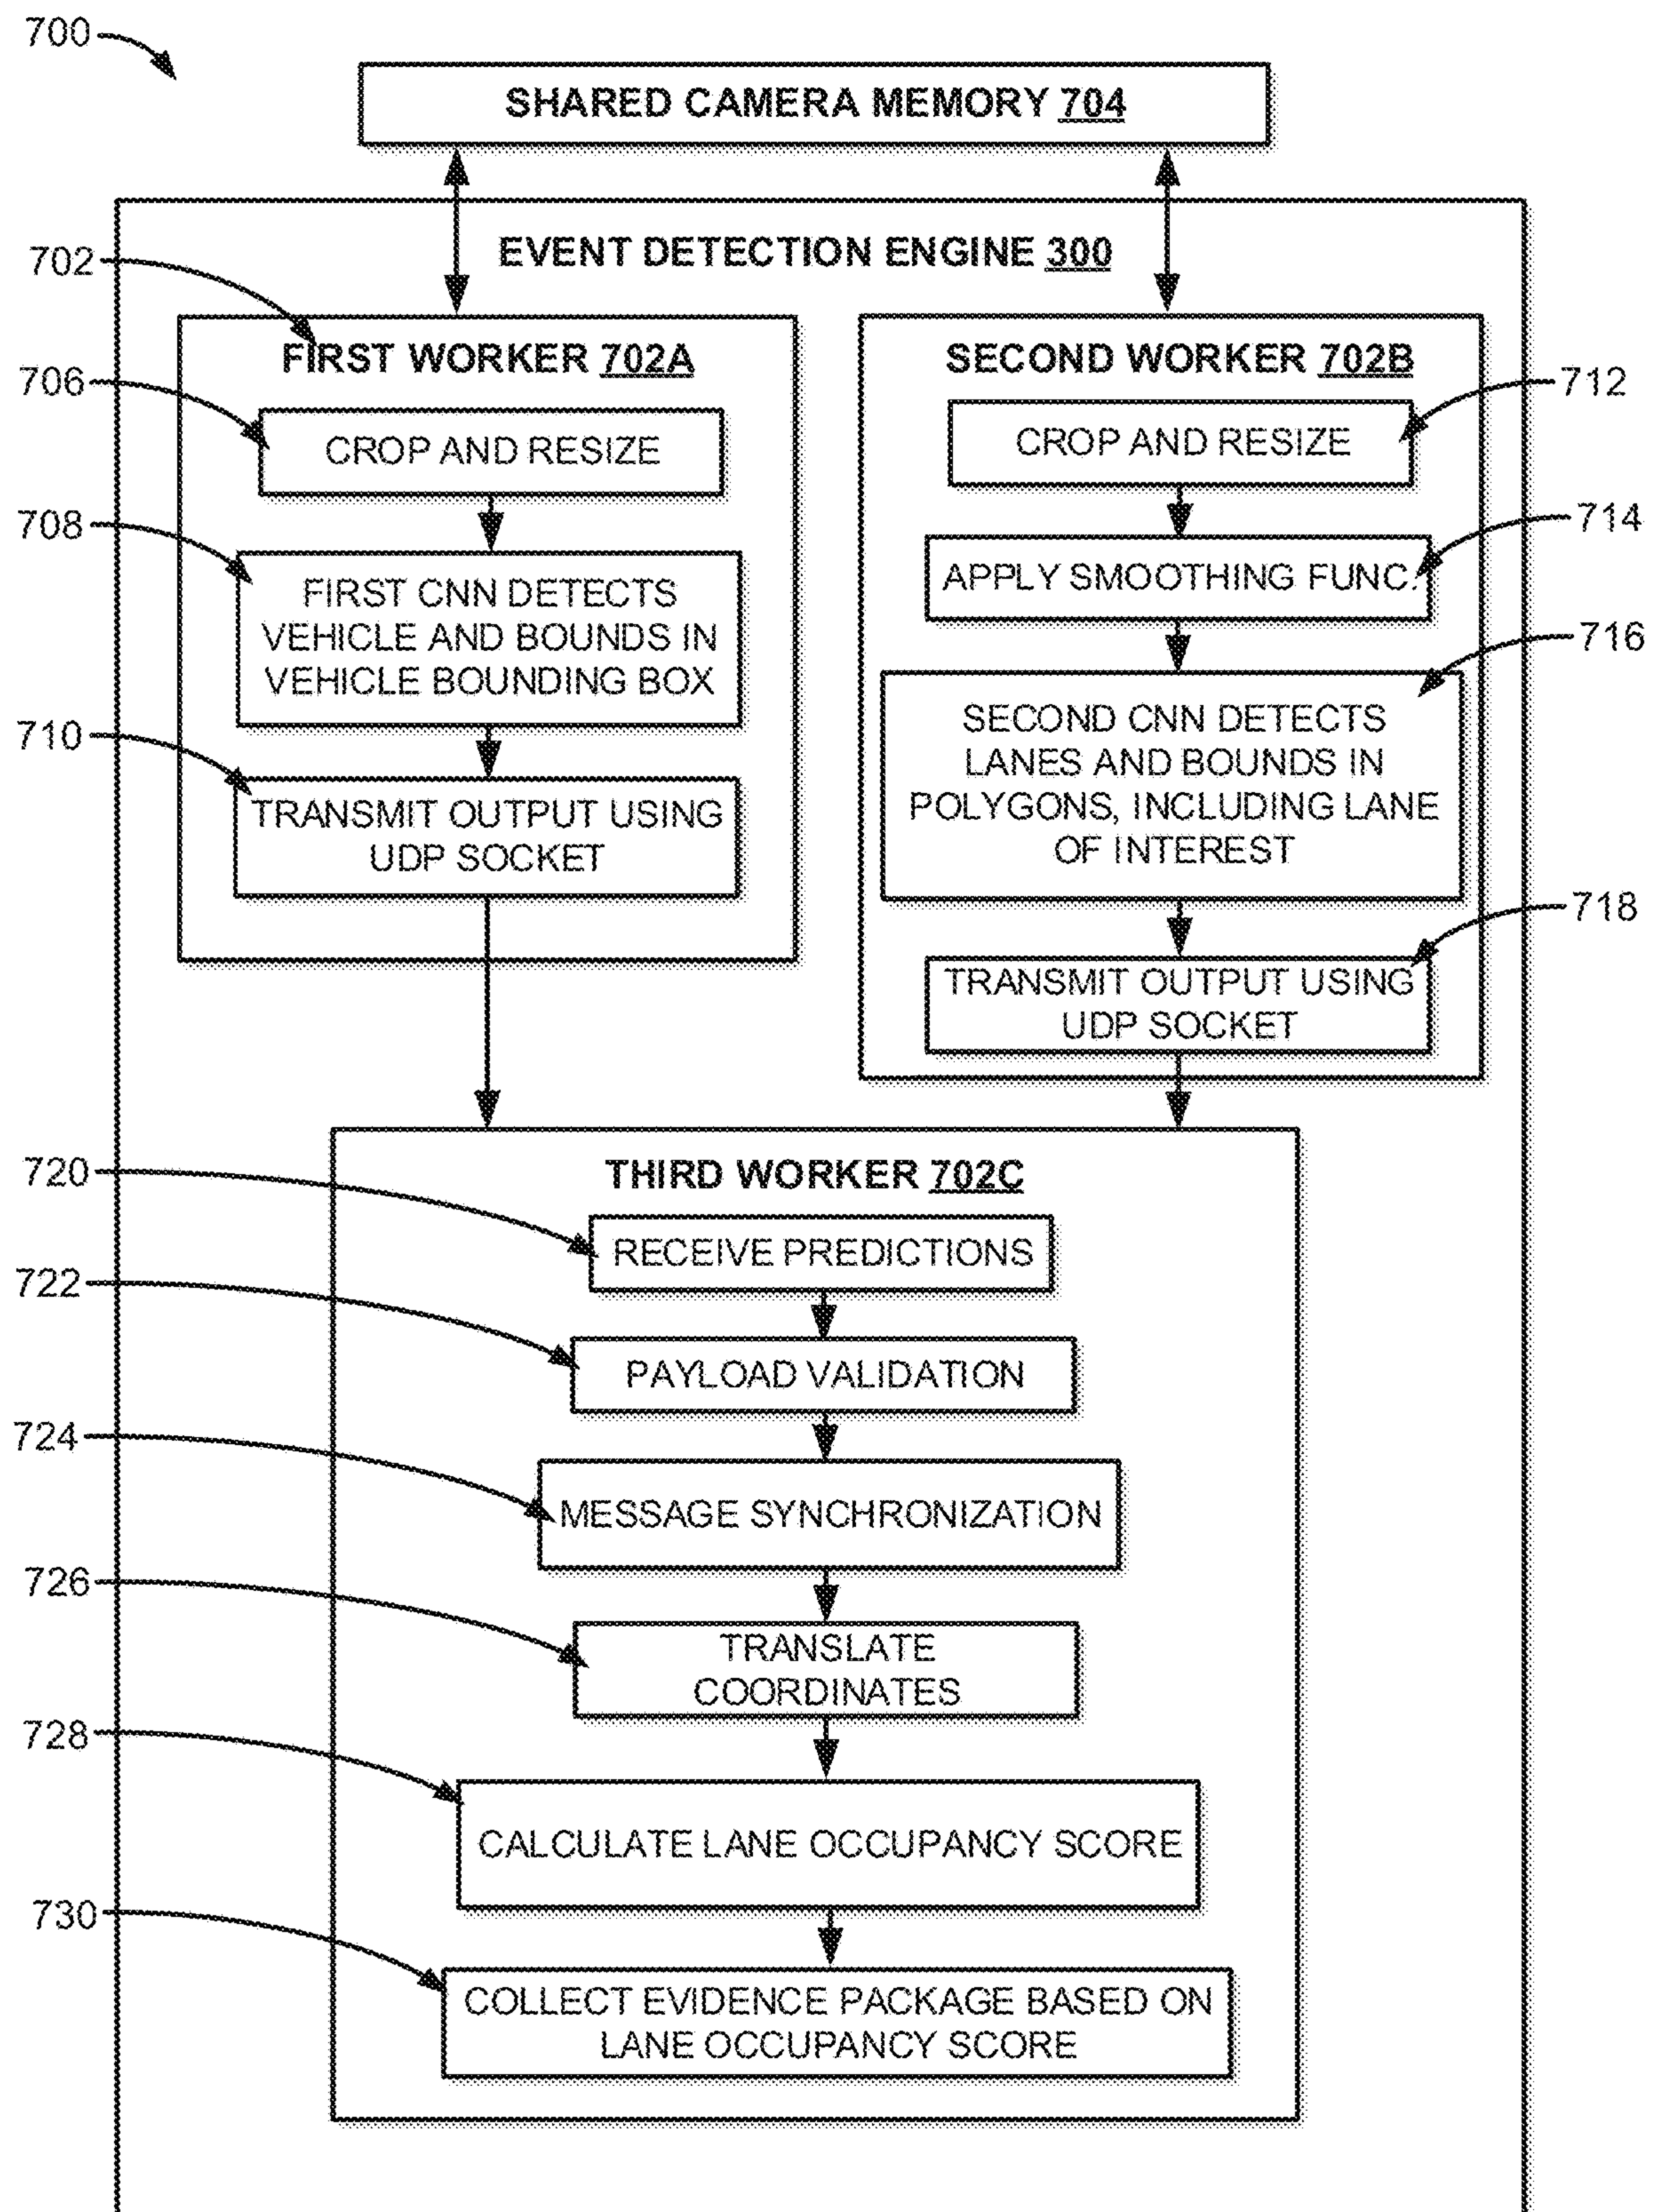 700
SHARED CAMERA MEMORY 704
EVENT DETECTION ENGINE 300
702
FIRST WORKER 702A
706
CROP AND RESIZE
708
FIRST CNN DETECTS
VEHICLE AND BOUNDS IN
VEHICLE BOUNDING BOX
710
TRANSMIT OUTPUT USING
UDP SOCKET
SECOND WORKER 702B
712
CROP AND RESIZE
714
APPLY SMOOTHING FUNC.
716
SECOND CNN DETECTS
LANES AND BOUNDS IN
POLYGONS, INCLUDING LANE
OF INTEREST
718
TRANSMIT OUTPUT USING
UDP SOCKET
THIRD WORKER 702C
720
RECEIVE PREDICTIONS
722
PAYLOAD VALIDATION
724
MESSAGE SYNCHRONIZATION
726
TRANSLATE
COORDINATES
728
CALCULATE LANE OCCUPANCY SCORE
730
COLLECT EVIDENCE PACKAGE BASED ON
LANE OCCUPANCY SCORE